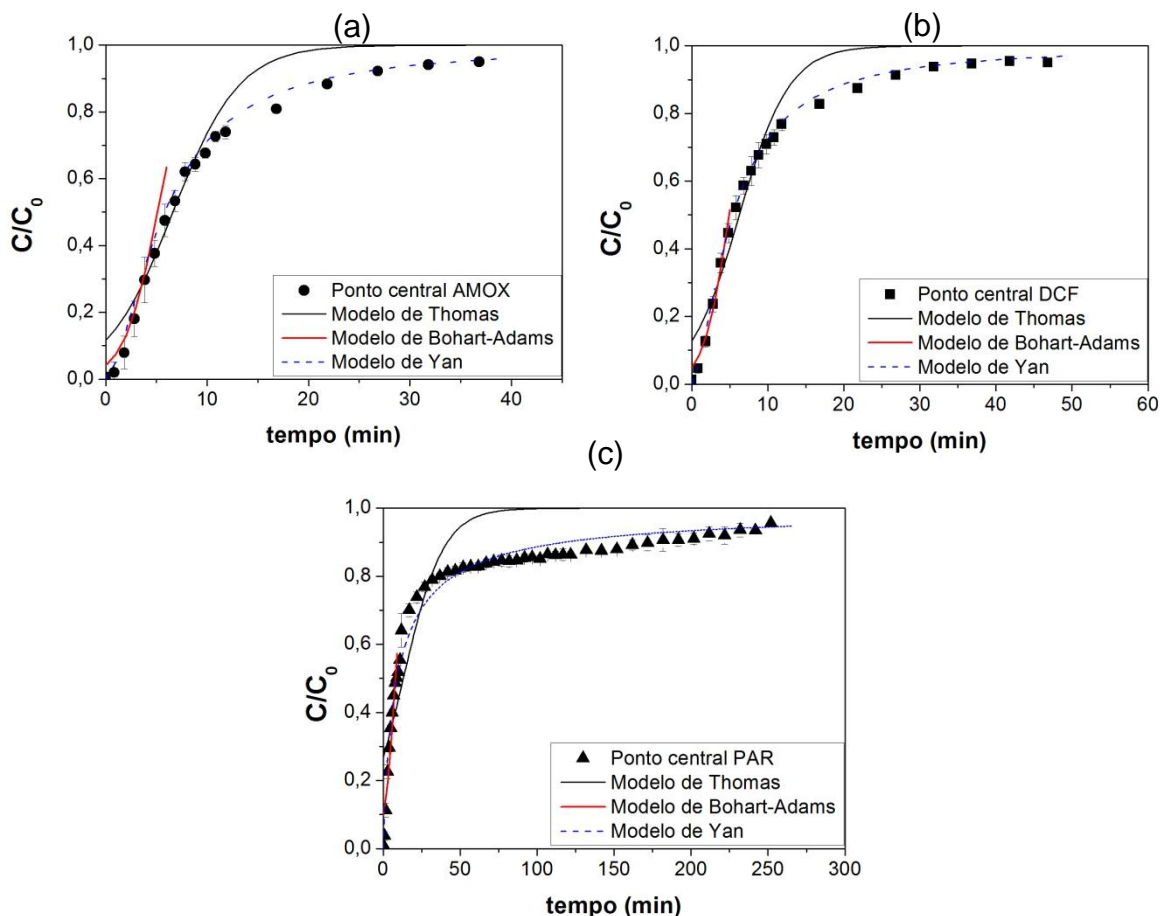 (a)
1,0
0,8
0,6
0,4
0,2
0,0
C/C0
0 10 20 30 40
tempo (min)
Ponto central AMOX
Modelo de Thomas
Modelo de Bohart-Adams
Modelo de Yan
(b)
1,0
0,8
0,6
0,4
0,2
0,0
C/C0
0 10 20 30 40 50 60
tempo (min)
Ponto central DCF
Modelo de Thomas
Modelo de Bohart-Adams
Modelo de Yan
(c)
1,0
0,8
0,6
0,4
0,2
0,0
C/C0
0 50 100 150 200 250 300
tempo (min)
Ponto central PAR
Modelo de Thomas
Modelo de Bohart-Adams
Modelo de Yan